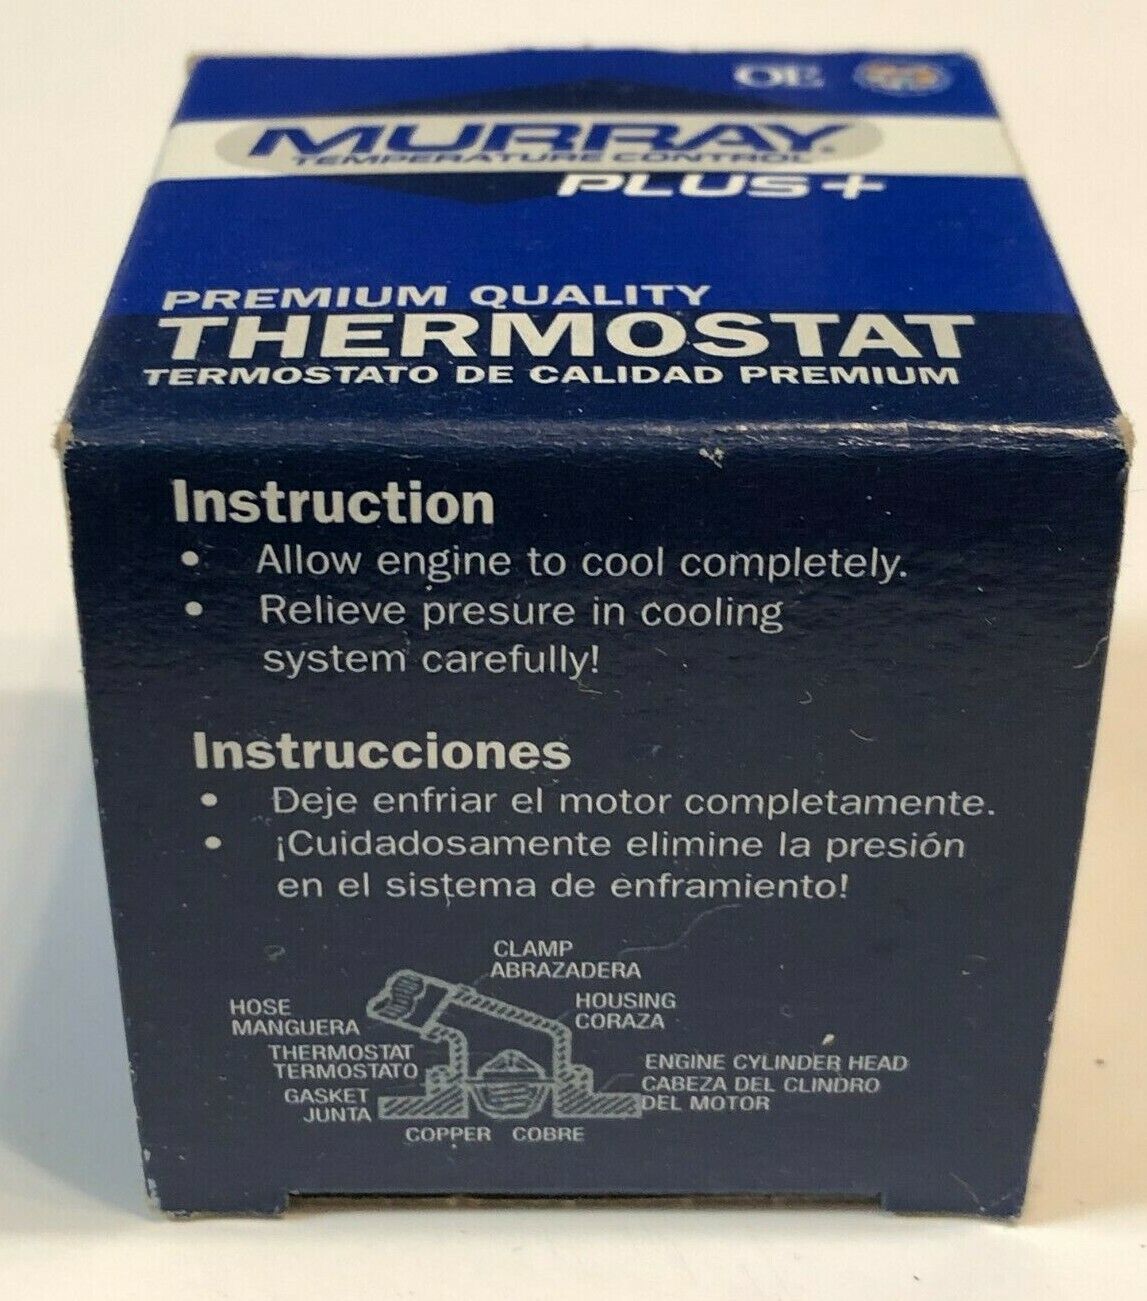 OE
MURRAY
TEMPERATURE CONTROL
PLUS+
PREMIUM QUALITY
THERMOSTAT
TERMOSTATO DE CALIDAD PREMIUM
Instruction
• Allow engine to cool completely.
• Relieve presure in cooling
system carefully!
Instrucciones
• Deje enfriar el motor completamente.
• ¡Cuidadosamente elimine la presión
en el sistema de enframiento!
CLAMP
ABRAZADERA
HOSE
MANGUERA
HOUSING
CORAZA
THERMOSTAT
TERMOSTATO
ENGINE CYLINDER HEAD
CABEZA DEL CLINDRO
DEL MOTOR
GASKET
JUNTA
COPPER COBRE